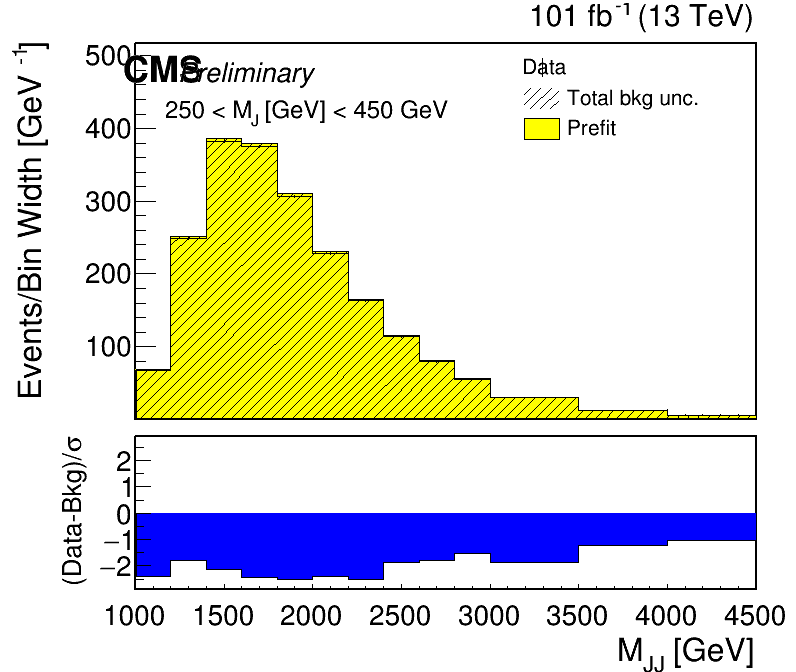 101 fb⁻¹ (13 TeV)
CMS Preliminary
250 < M_J [GeV] < 450 GeV
Data
Total bkg unc.
Prefit
Events/Bin Width [GeV⁻¹]
500
400
300
200
100
(Data-Bkg)/σ
2
1
0
−1
−2
1000 1500 2000 2500 3000 3500 4000 4500
M_JJ [GeV]